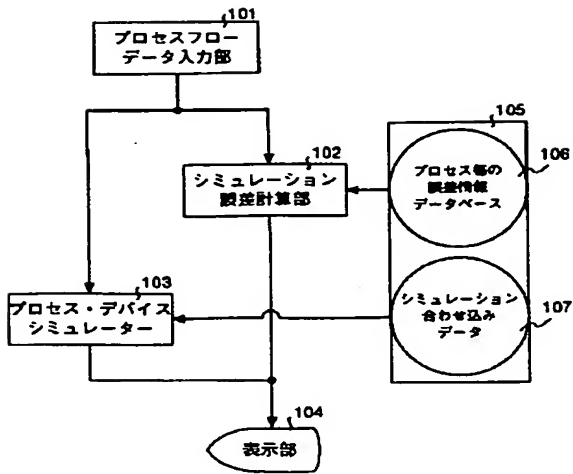 101
プロセスフロー
データ入力部
102
シミュレーション
誤差計算部
103
プロセス・デバイス
シミュレーター
104
表示部
105
106
プロセス毎の
誤差情報
データベース
107
シミュレーション
合わせ込み
データ